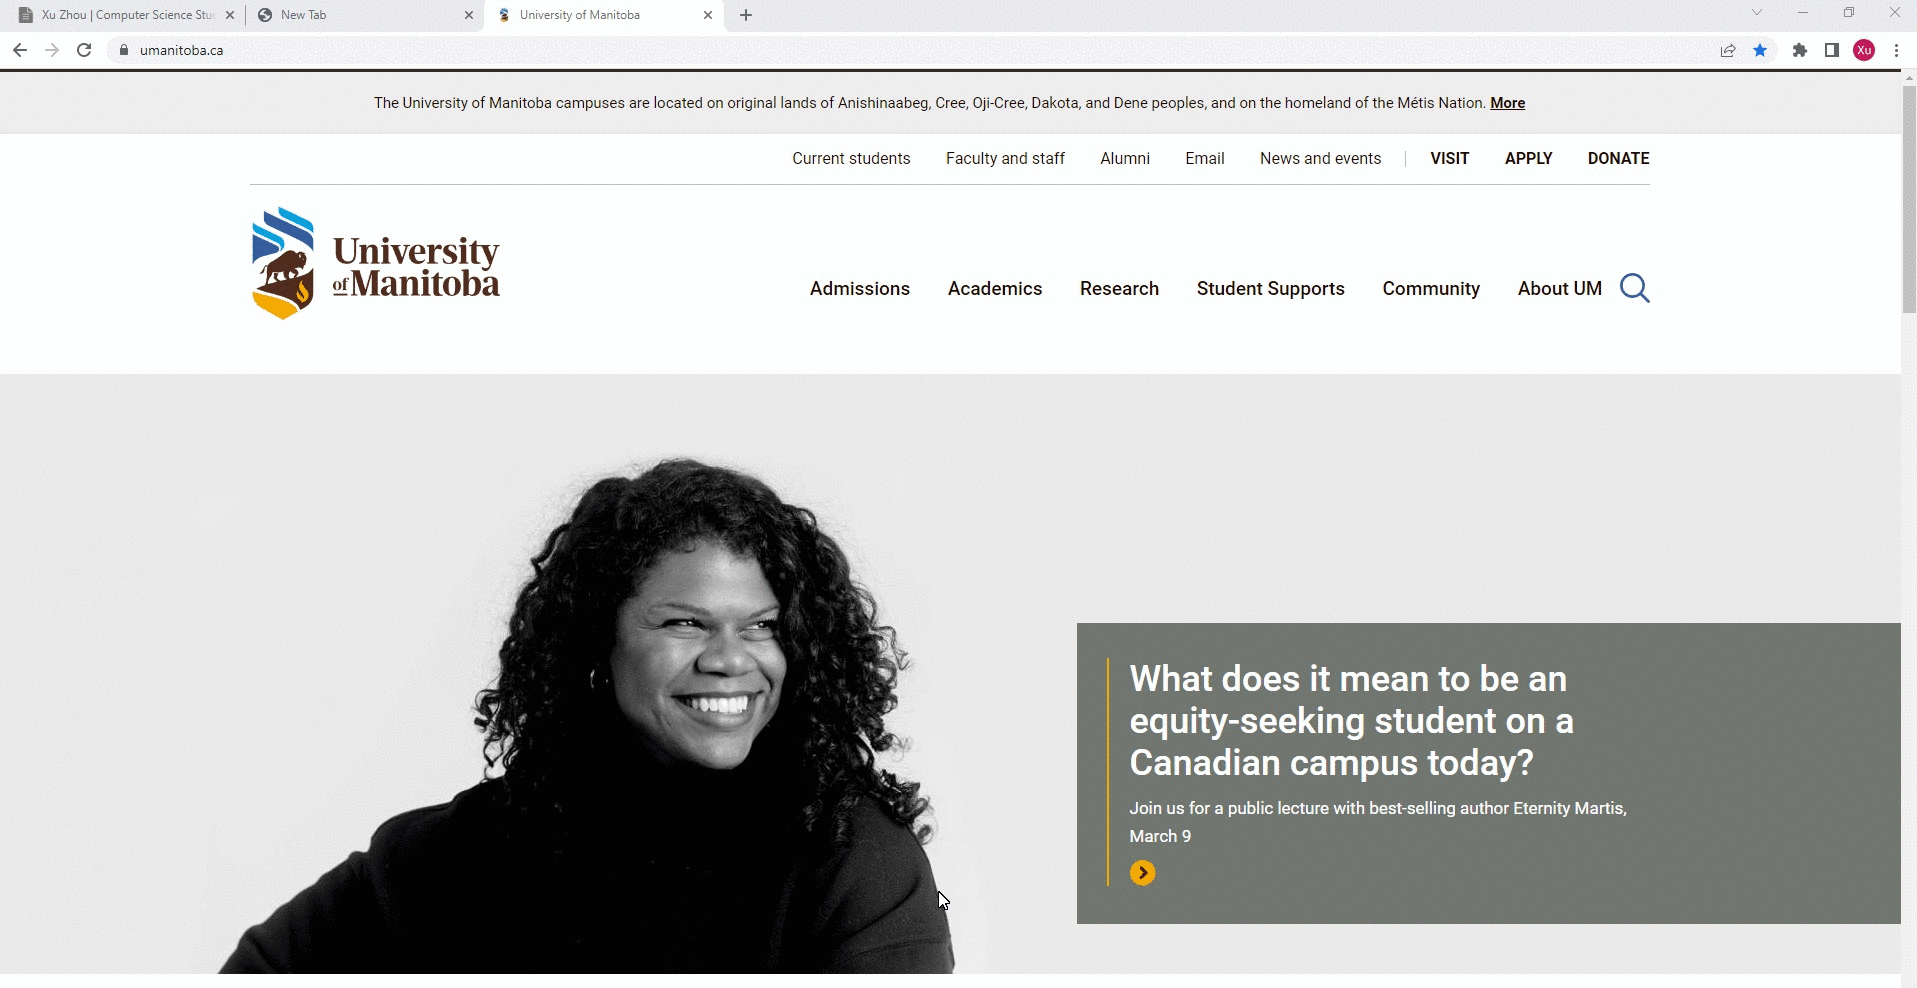 Xu Zhou | Computer Science Stu
New Tab
University of Manitoba
umanitoba.ca
Xu
The University of Manitoba campuses are located on original lands of Anishinaabeg, Cree, Oji-Cree, Dakota, and Dene peoples, and on the homeland of the Métis Nation. More
Current students Faculty and staff Alumni Email News and events VISIT APPLY DONATE
University
of Manitoba
Admissions Academics Research Student Supports Community About UM
What does it mean to be an
equity-seeking student on a
Canadian campus today?
Join us for a public lecture with best-selling author Eternity Martis,
March 9